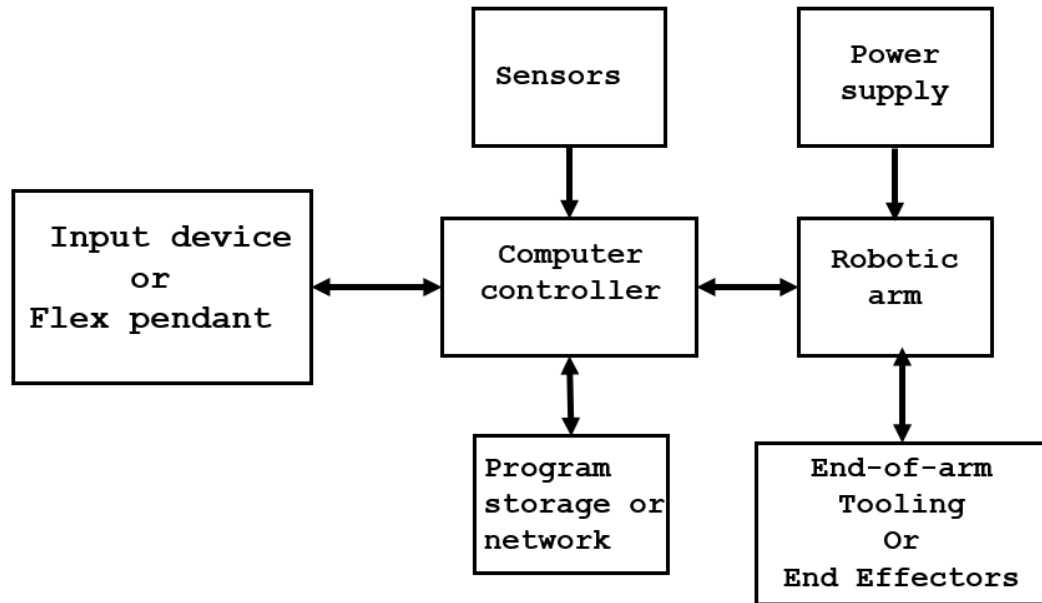 Sensors
Power
supply
Input device
or
Flex pendant
Computer
controller
Robotic
arm
Program
storage or
network
End-of-arm
Tooling
Or
End Effectors